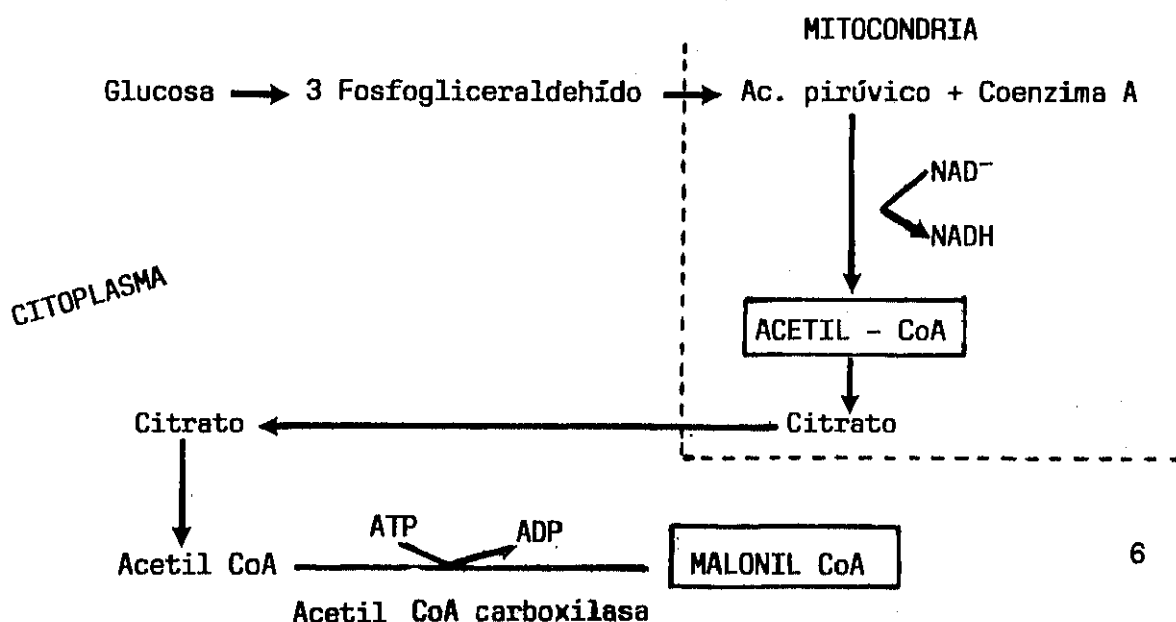 MITOCONDRIA
Glucosa → 3 Fosfogliceraldehído → Ac. pirúvico + Coenzima A
NAD⁻
NADH
CITOPLASMA
ACETIL - CoA
Citrato
Citrato
ATP
ADP
Acetil CoA
MALONIL CoA
6
Acetil CoA carboxilasa